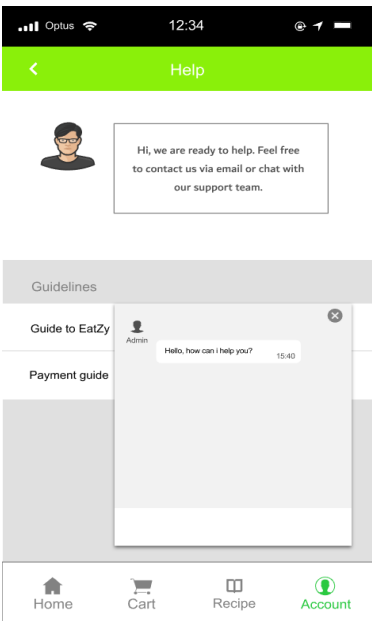 Optus 12:34
Help
Hi, we are ready to help. Feel free
to contact us via email or chat with
our support team.
Guidelines
Guide to EatZy
Payment guide
Admin
Hello, how can i help you?
15:40
Home Cart Recipe Account